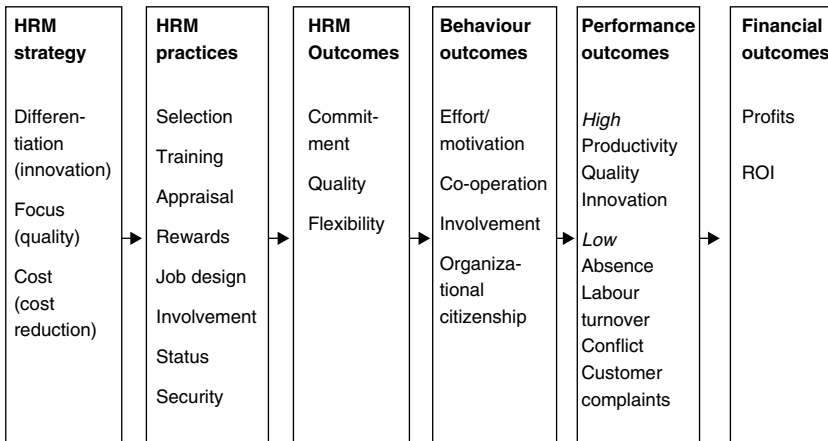 HRM
strategy
Differen-
tiation
(innovation)
Focus
(quality)
Cost
(cost
reduction)
HRM
practices
Selection
Training
Appraisal
Rewards
Job design
Involvement
Status
Security
HRM
Outcomes
Commit-
ment
Quality
Flexibility
Behaviour
outcomes
Effort/
motivation
Co-operation
Involvement
Organiza-
tional
citizenship
Performance
outcomes
High
Productivity
Quality
Innovation
Low
Absence
Labour
turnover
Conflict
Customer
complaints
Financial
outcomes
Profits
ROI